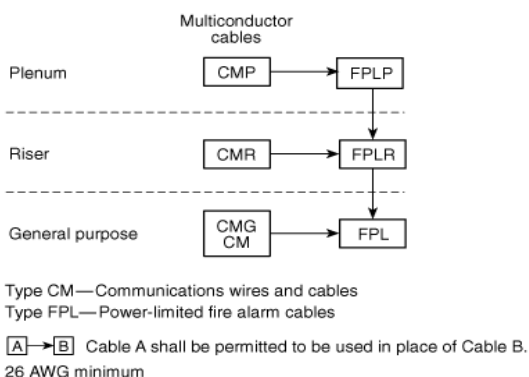 Multiconductor
cables
Plenum
CMP
FPLP
Riser
CMR
FPLR
General purpose
CMG
CM
FPL
Type CM—Communications wires and cables
Type FPL—Power-limited fire alarm cables
A B Cable A shall be permitted to be used in place of Cable B.
26 AWG minimum